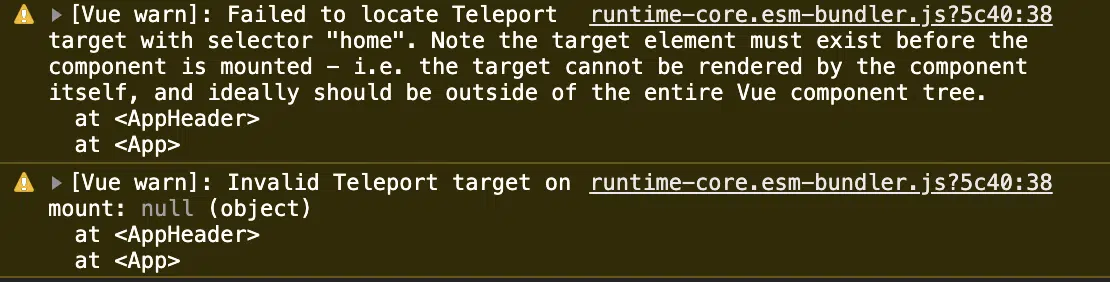 [Vue warn]: Failed to locate Teleport runtime-core.esm-bundler.js?5c40:38
target with selector "home". Note the target element must exist before the
component is mounted - i.e. the target cannot be rendered by the component
itself, and ideally should be outside of the entire Vue component tree.
at <AppHeader>
at <App>
[Vue warn]: Invalid Teleport target on runtime-core.esm-bundler.js?5c40:38
mount: null (object)
at <AppHeader>
at <App>